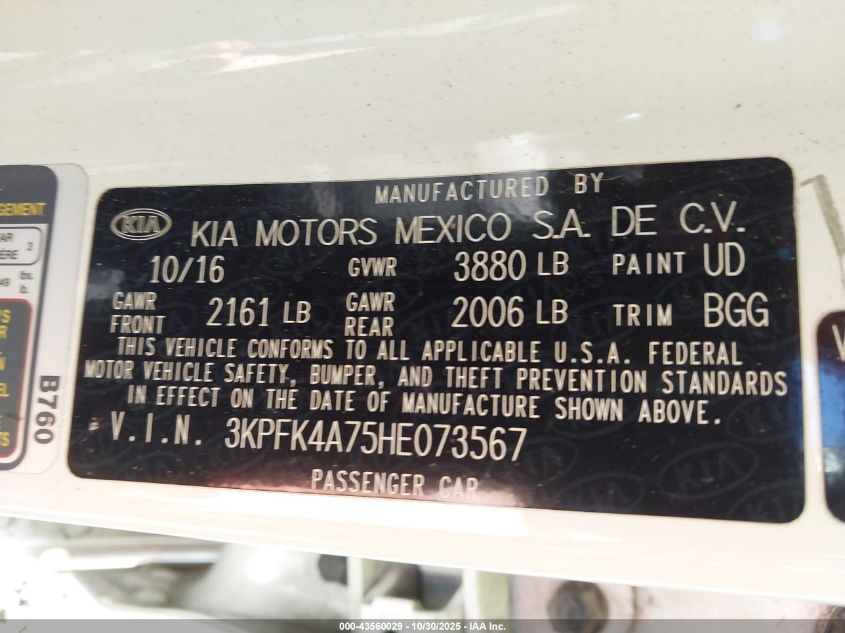 MANUFACTURED BY
KIA KIA MOTORS MEXICO S.A. DE C.V.
10/16 GVWR 3880 LB PAINT UD
GAWR FRONT 2161 LB GAWR REAR 2006 LB TRIM BGG
THIS VEHICLE CONFORMS TO ALL APPLICABLE U.S.A. FEDERAL
MOTOR VEHICLE SAFETY, BUMPER, AND THEFT PREVENTION STANDARDS
IN EFFECT ON THE DATE OF MANUFACTURE SHOWN ABOVE.
V.I.N. 3KPFK4A75HE073567
PASSENGER CAR
3
lbs.
B760
000-43560029 - 10/30/2025 - IAA Inc.